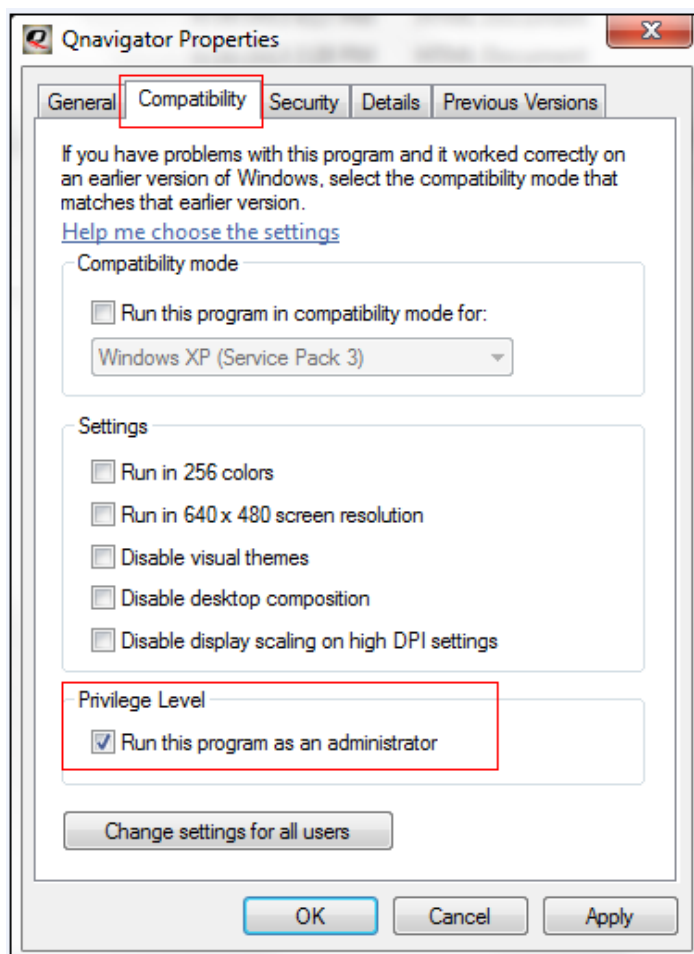 Qnavigator Properties
General Compatibility Security Details Previous Versions
If you have problems with this program and it worked correctly on
an earlier version of Windows, select the compatibility mode that
matches that earlier version.
Help me choose the settings
Compatibility mode
Run this program in compatibility mode for:
Windows XP (Service Pack 3)
Settings
Run in 256 colors
Run in 640 x 480 screen resolution
Disable visual themes
Disable desktop composition
Disable display scaling on high DPI settings
Privilege Level
Run this program as an administrator
Change settings for all users
OK Cancel Apply